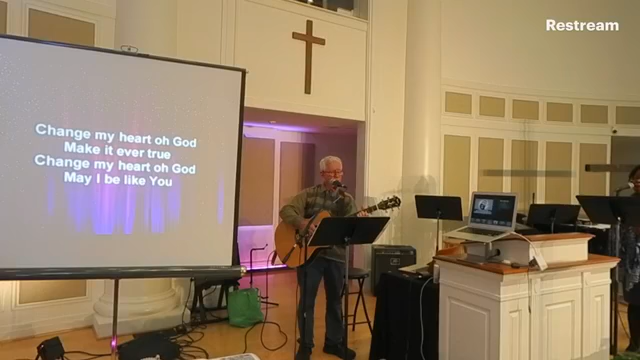 Restream
Change my heart oh God
Make it ever true
Change my heart oh God
May I be like You